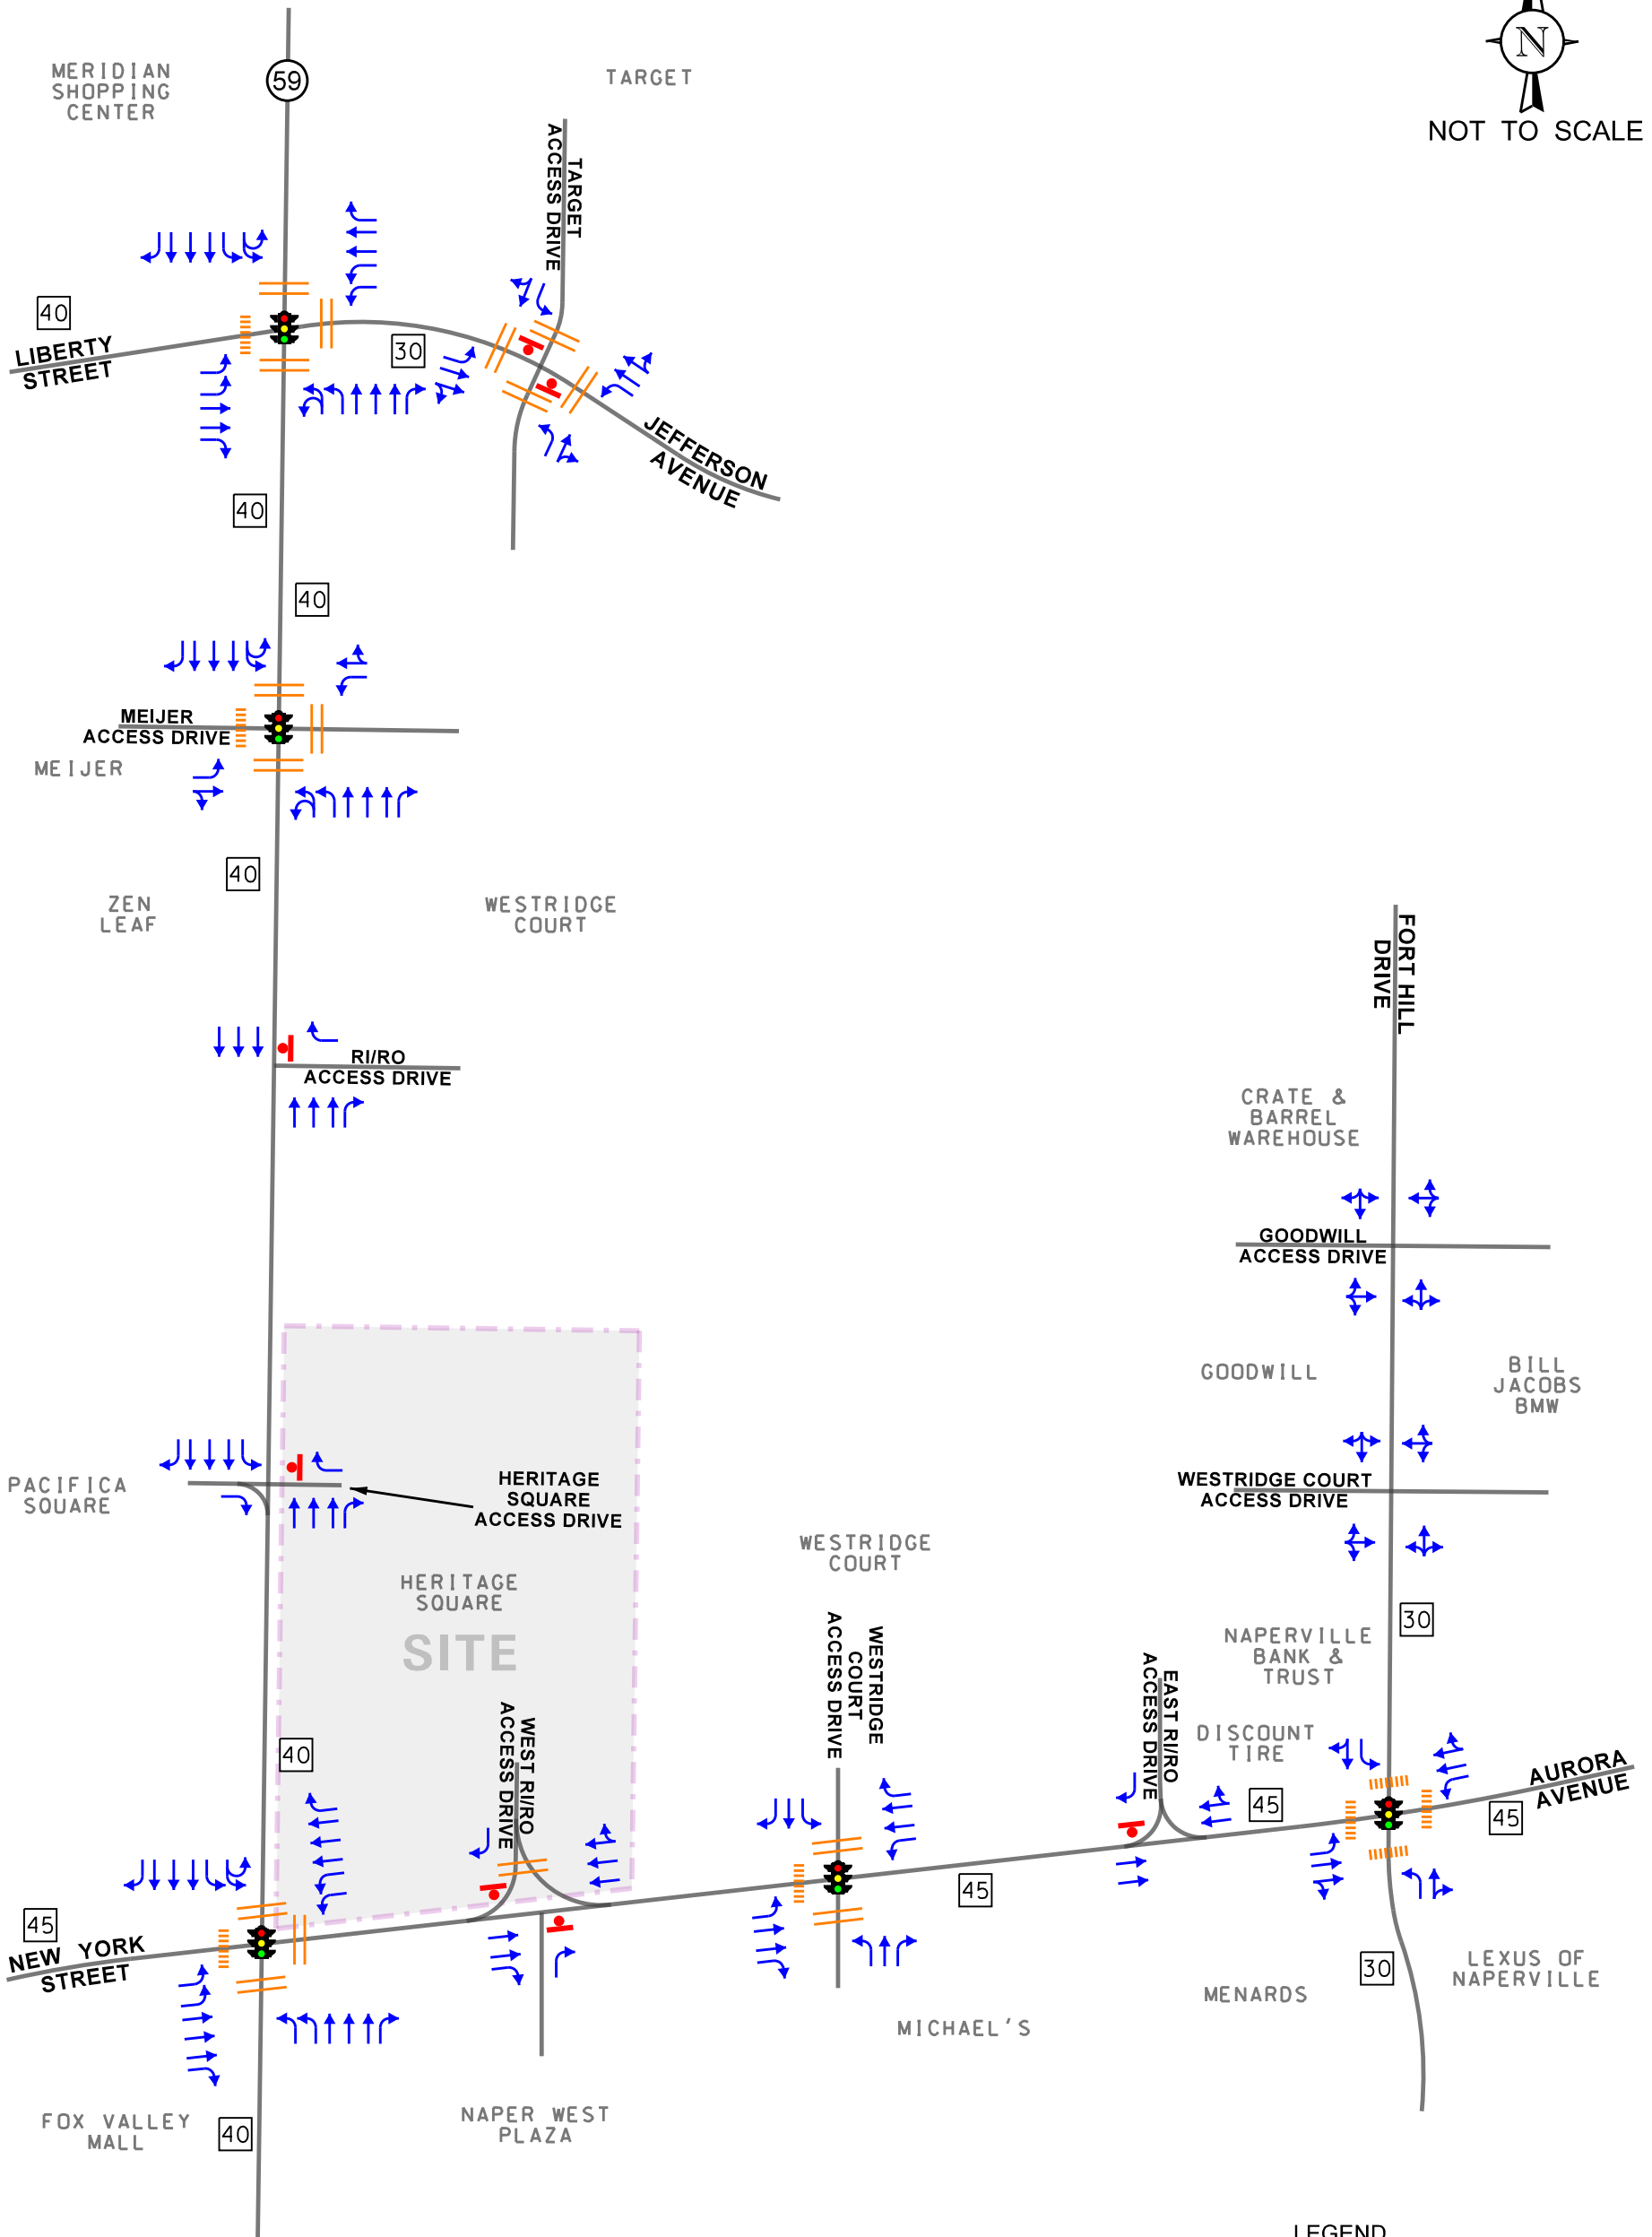 MERIDIAN
SHOPPING
CENTER
59
TARGET
N
NOT TO SCALE
TARGET
ACCESS DRIVE
40
LIBERTY
STREET
30
JEFFERSON
AVENUE
40
40
MEIJER
ACCESS DRIVE
MEIJER
40
ZEN
LEAF
WESTRIDGE
COURT
FORT HILL
DRIVE
RI/RO
ACCESS DRIVE
CRATE &
BARREL
WAREHOUSE
GOODWILL
ACCESS DRIVE
GOODWILL
BILL
JACOBS
BMW
PACIFICA
SQUARE
HERITAGE
SQUARE
ACCESS DRIVE
WESTRIDGE COURT
ACCESS DRIVE
WESTRIDGE
COURT
HERITAGE
SQUARE
SITE
30
NAPERVILLE
BANK &
TRUST
WESTRIDGE
COURT
ACCESS DRIVE
EAST RI/RO
ACCESS DRIVE
WEST RI/RO
ACCESS DRIVE
DISCOUNT
TIRE
40
45
AURORA
AVENUE
45
45
45
NEW YORK
STREET
30
LEXUS OF
NAPERVILLE
MENARDS
MICHAEL'S
FOX VALLEY
MALL
40
NAPER WEST
PLAZA
LEGEND